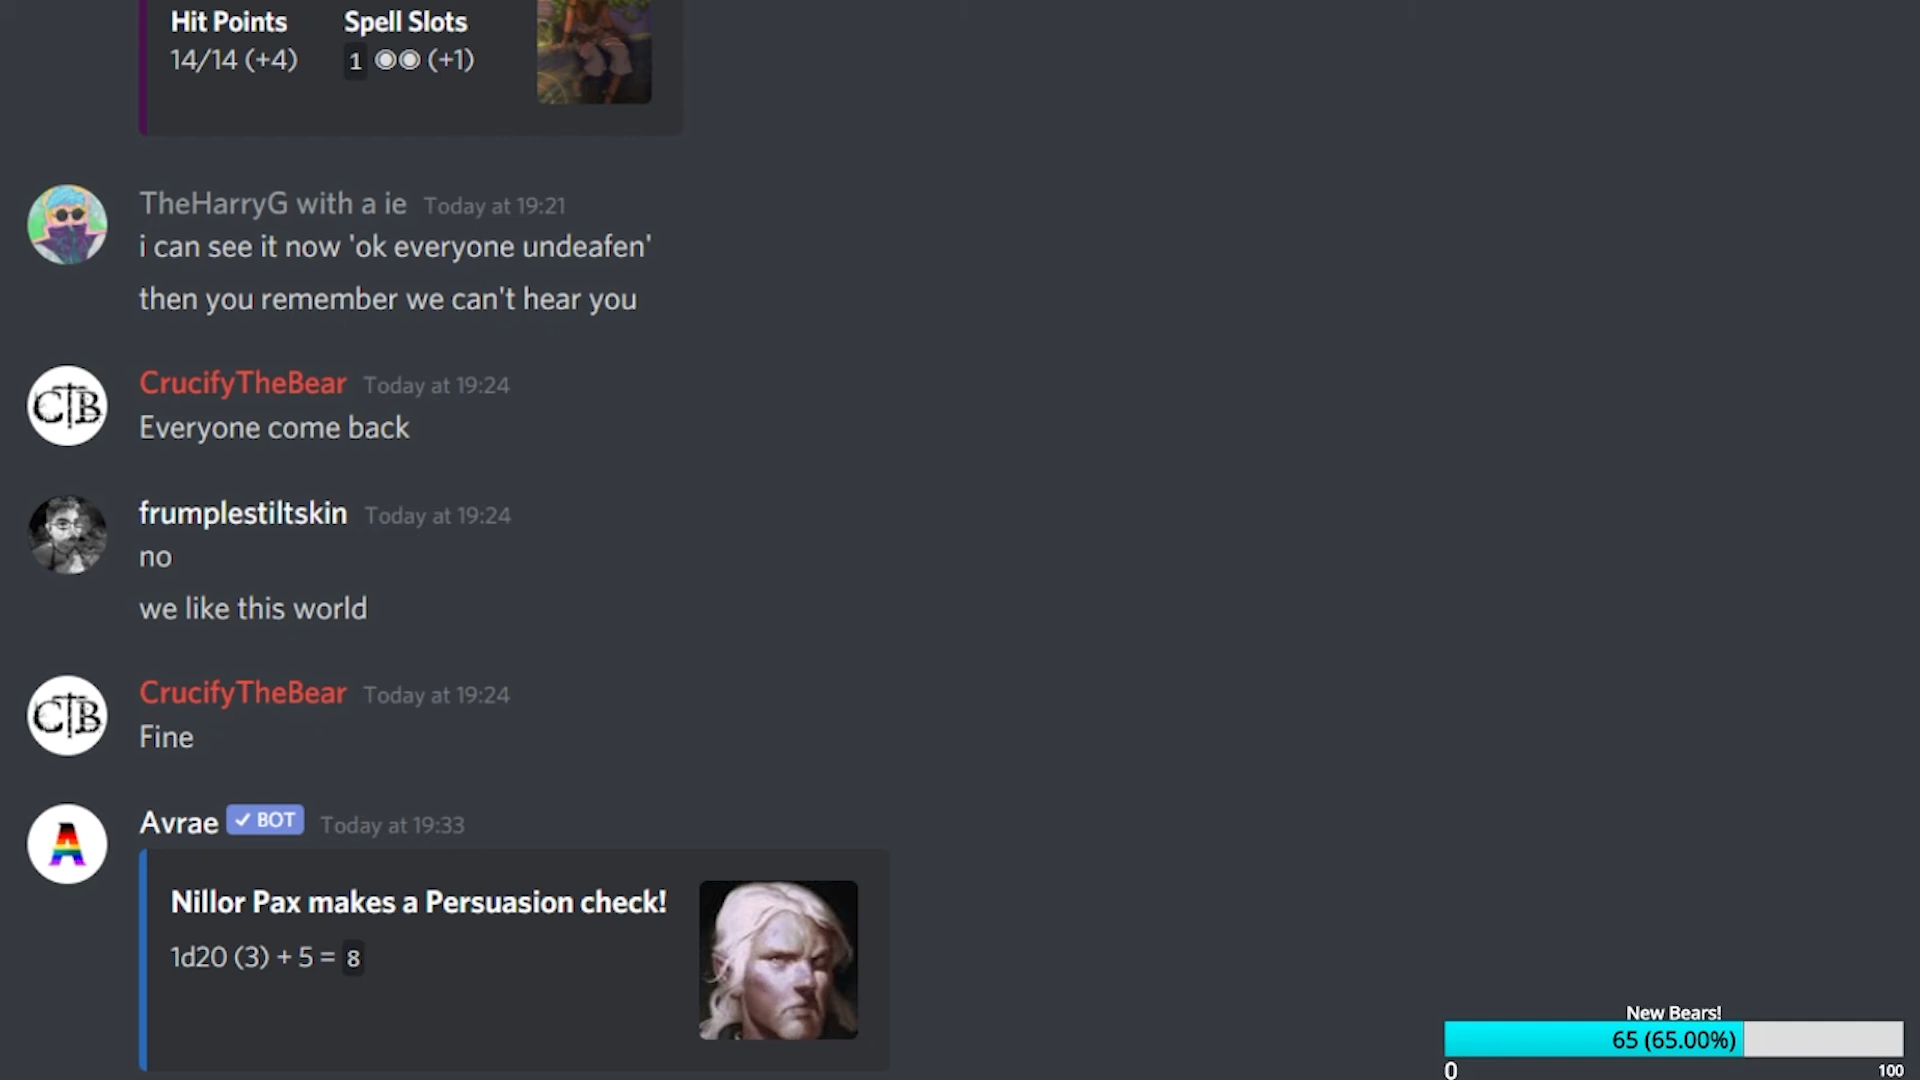 Hit Points Spell Slots
14/14 (+4) 1 ◉◉ (+1)
TheHarryG with a ie Today at 19:21
i can see it now 'ok everyone undeafen'
then you remember we can't hear you
CTB CrucifyTheBear Today at 19:24
Everyone come back
frumplestiltskin Today at 19:24
no
we like this world
CTB CrucifyTheBear Today at 19:24
Fine
A Avrae ✓ BOT Today at 19:33
Nillor Pax makes a Persuasion check!
1d20 (3) + 5 = 8
New Bears!
65 (65.00%)
0 100